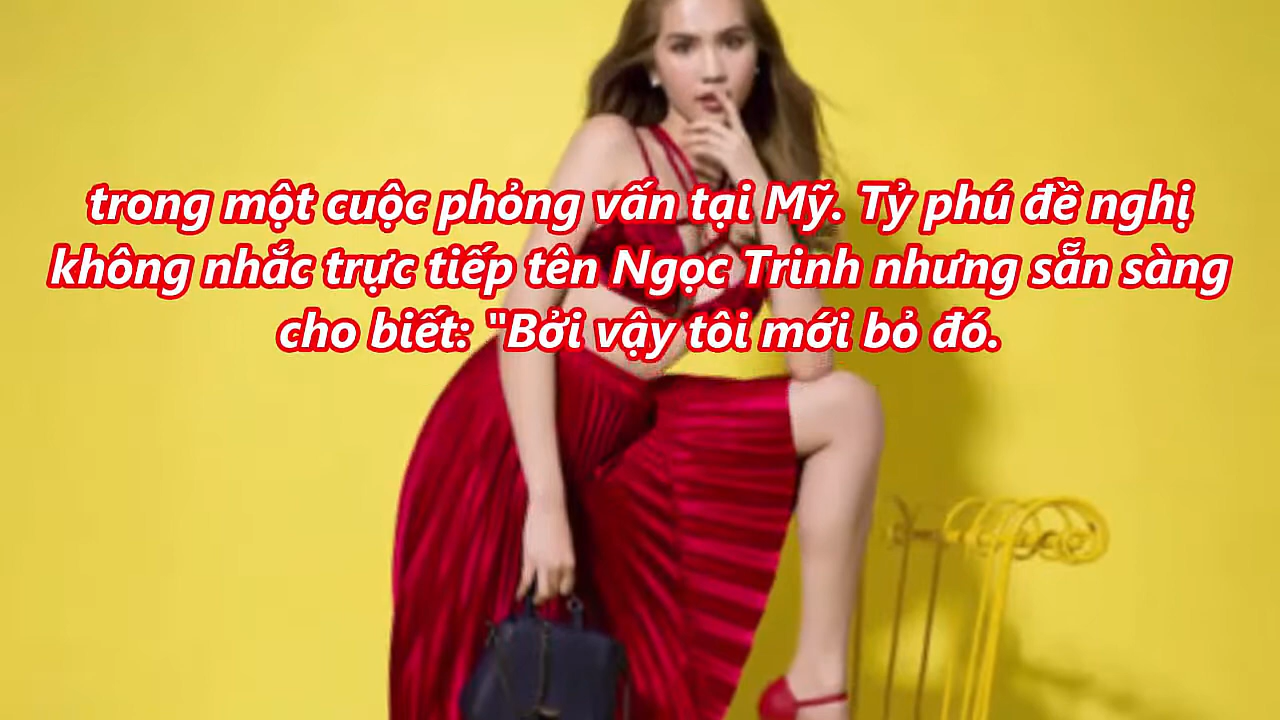 trong một cuộc phỏng vấn tại Mỹ. Tỷ phú đề nghị
không nhắc trực tiếp tên Ngọc Trinh nhưng sẵn sàng
cho biết: "Bởi vậy tôi mới bỏ đó.